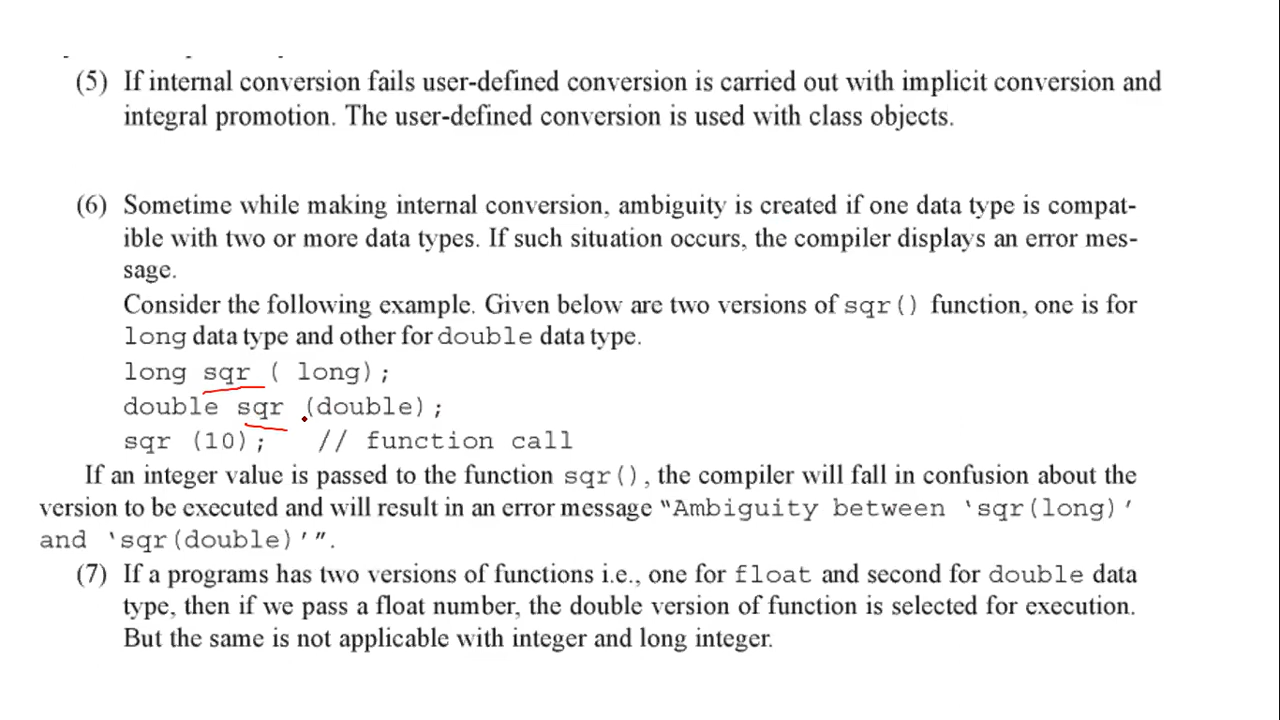 (5) If internal conversion fails user-defined conversion is carried out with implicit conversion and
integral promotion. The user-defined conversion is used with class objects.
(6) Sometime while making internal conversion, ambiguity is created if one data type is compat-
ible with two or more data types. If such situation occurs, the compiler displays an error mes-
sage.
Consider the following example. Given below are two versions of sqr() function, one is for
long data type and other for double data type.
long sqr ( long);
double sqr (double);
sqr (10);   // function call
If an integer value is passed to the function sqr(), the compiler will fall in confusion about the
version to be executed and will result in an error message “Ambiguity between ‘sqr(long)’
and ‘sqr(double)’”.
(7) If a programs has two versions of functions i.e., one for float and second for double data
type, then if we pass a float number, the double version of function is selected for execution.
But the same is not applicable with integer and long integer.